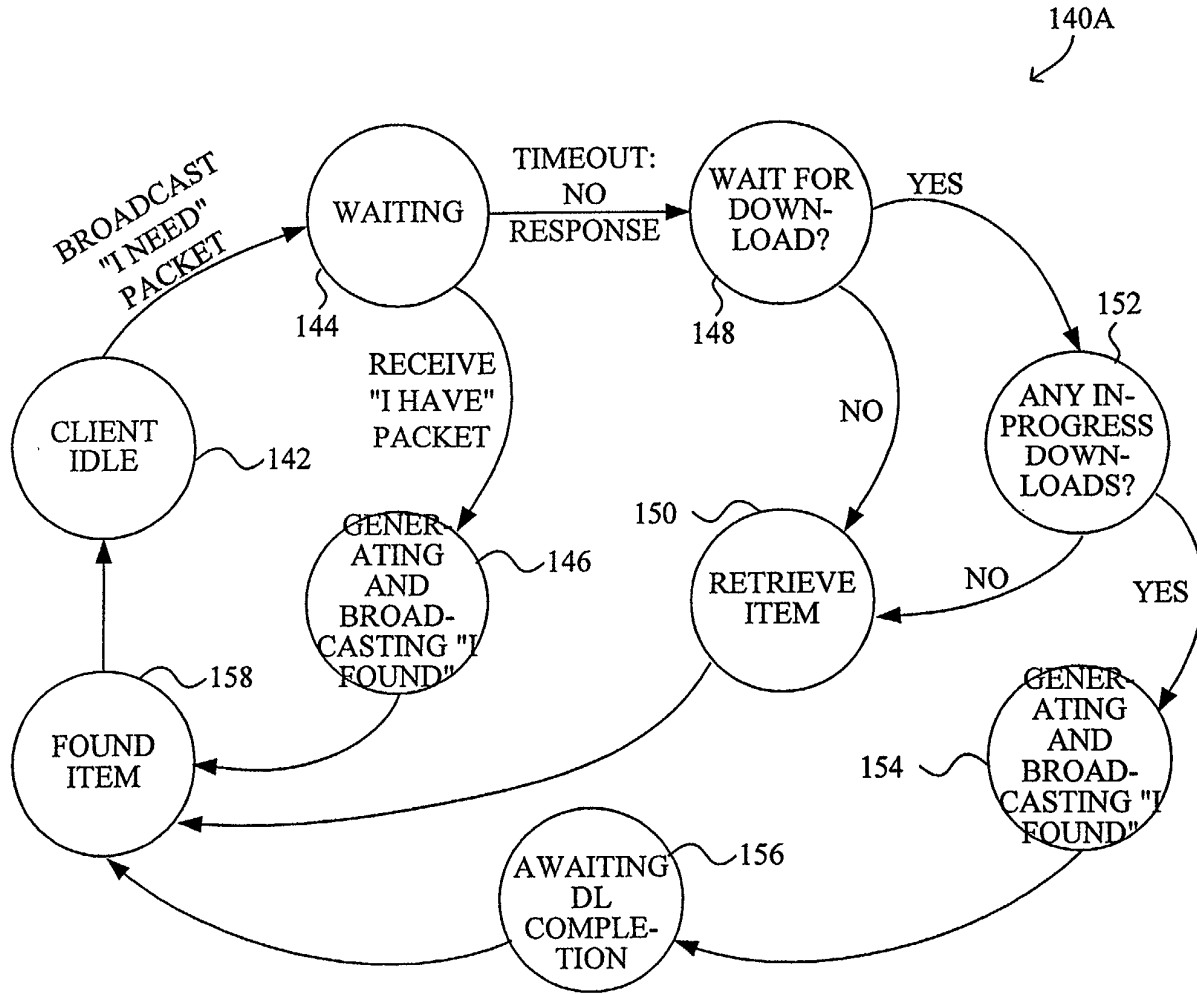 140A
BROADCAST
"I NEED"
PACKET
WAITING
144
TIMEOUT:
NO
RESPONSE
WAIT FOR
DOWN-
LOAD?
148
YES
152
ANY IN-
PROGRESS
DOWN-
LOADS?
RECEIVE
"I HAVE"
PACKET
NO
CLIENT
IDLE
142
GENER-
ATING
AND
BROAD-
CASTING "I
FOUND"
146
150
RETRIEVE
ITEM
NO
YES
158
FOUND
ITEM
GENER-
ATING
AND
BROAD-
CASTING "I
FOUND"
154
AWAITING
DL
COMPLE-
TION
156